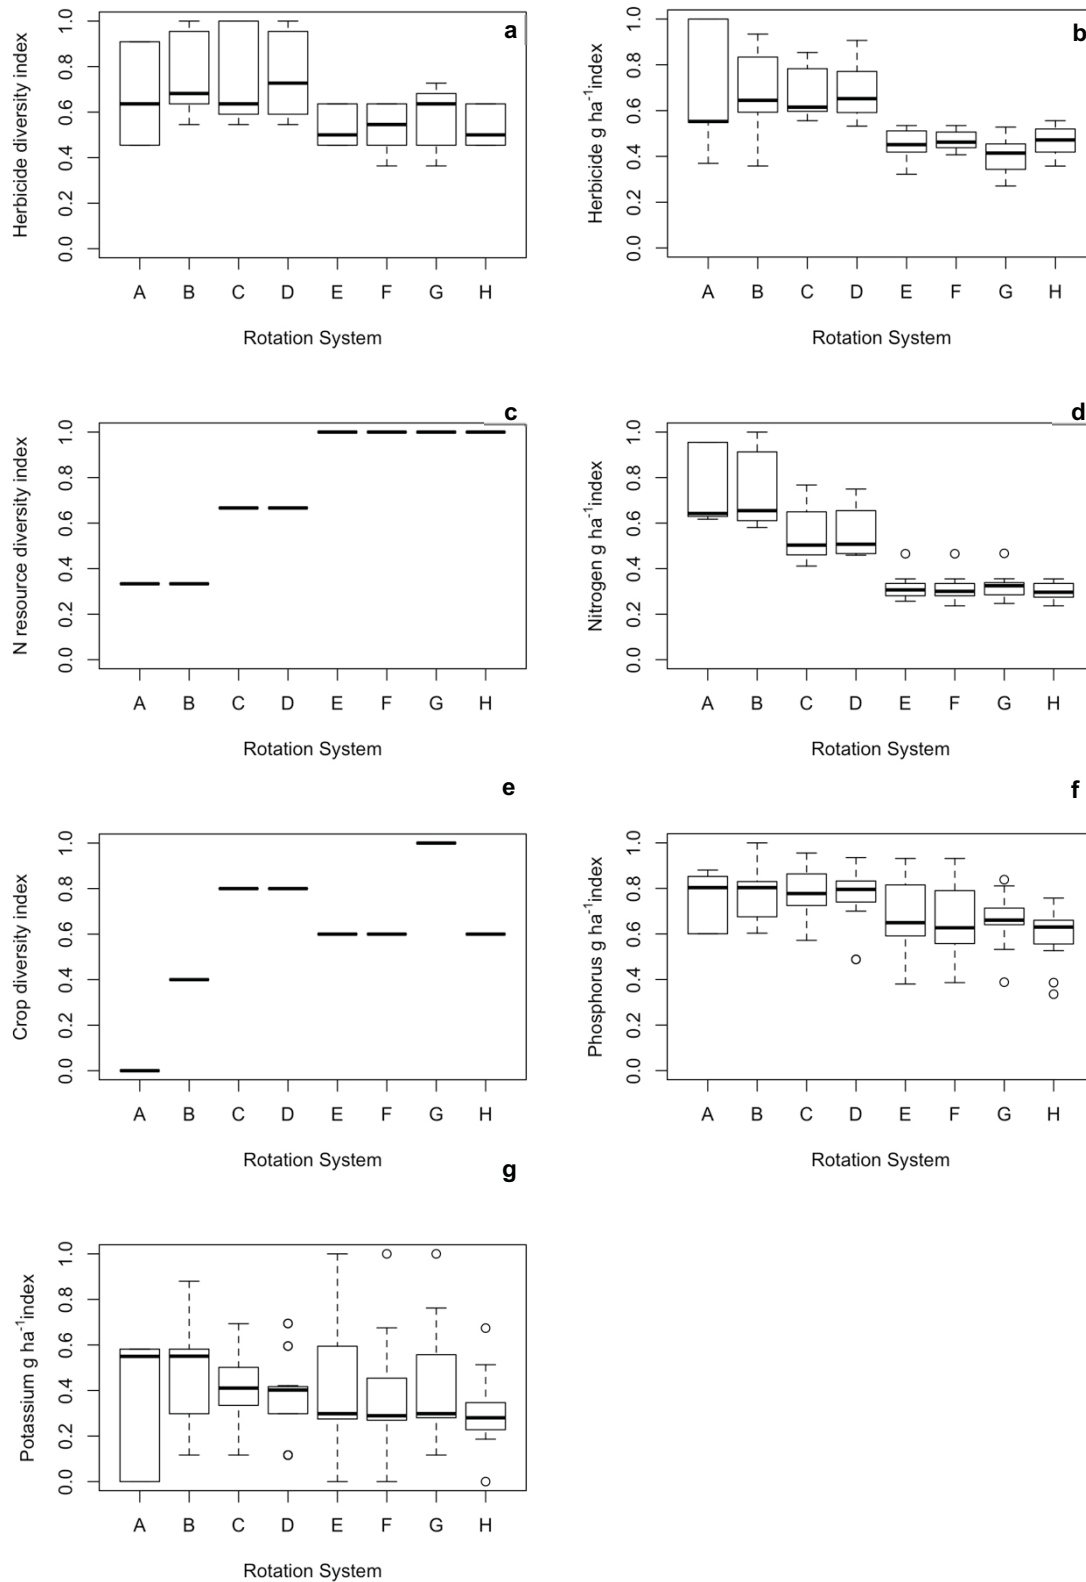 a
Herbicide diversity index
1.0
0.8
0.6
0.4
0.2
0.0
A B C D E F G H
Rotation System
b
Herbicide g ha-1index
1.0
0.8
0.6
0.4
0.2
0.0
A B C D E F G H
Rotation System
c
N resource diversity index
1.0
0.8
0.6
0.4
0.2
0.0
A B C D E F G H
Rotation System
d
Nitrogen g ha-1index
1.0
0.8
0.6
0.4
0.2
0.0
A B C D E F G H
Rotation System
e
Crop diversity index
1.0
0.8
0.6
0.4
0.2
0.0
A B C D E F G H
Rotation System
f
Phosphorus g ha-1index
1.0
0.8
0.6
0.4
0.2
0.0
A B C D E F G H
Rotation System
g
Potassium g ha-1index
1.0
0.8
0.6
0.4
0.2
0.0
A B C D E F G H
Rotation System